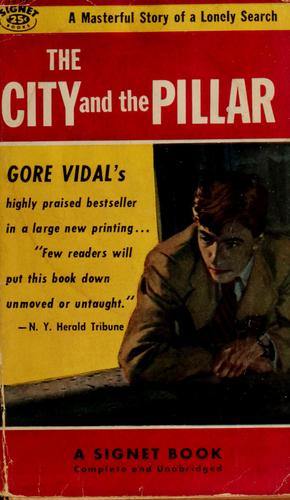 SIGNET
25¢
BOOKS
A Masterful Story of a Lonely Search
THE
CITY and the PILLAR
GORE VIDAL's
highly praised bestseller
in a large new printing...
"Few readers will
put this book down
unmoved or untaught."
—N. Y. Herald Tribune
A SIGNET BOOK
Complete and Unabridged